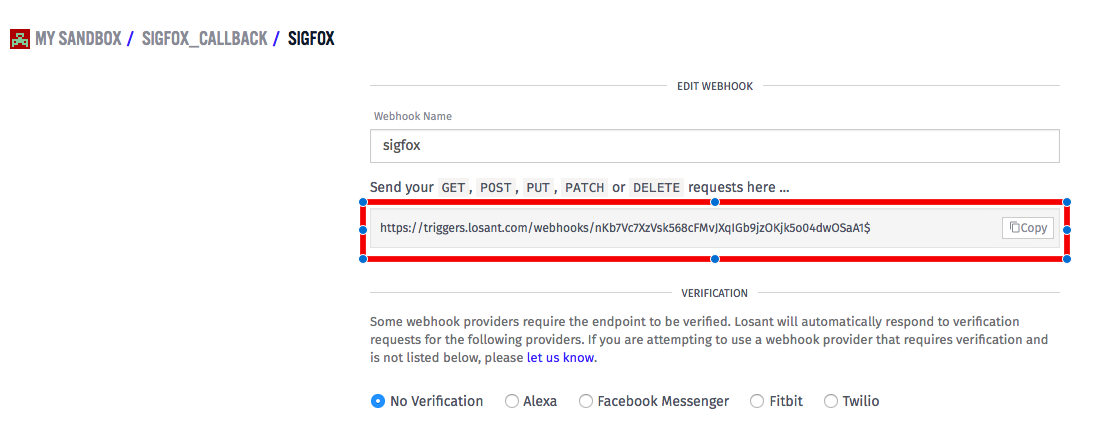 MY SANDBOX / SIGFOX_CALLBACK / SIGFOX
EDIT WEBHOOK
Webhook Name
sigfox
Send your GET, POST, PUT, PATCH or DELETE requests here ...
https://triggers.losant.com/webhooks/nKb7Vc7XzVsk568cFMvJXqIGb9jzOKjk5o04dwOSaA1$
Copy
VERIFICATION
Some webhook providers require the endpoint to be verified. Losant will automatically respond to verification
requests for the following providers. If you are attempting to use a webhook provider that requires verification and
is not listed below, please let us know.
No Verification Alexa Facebook Messenger Fitbit Twilio